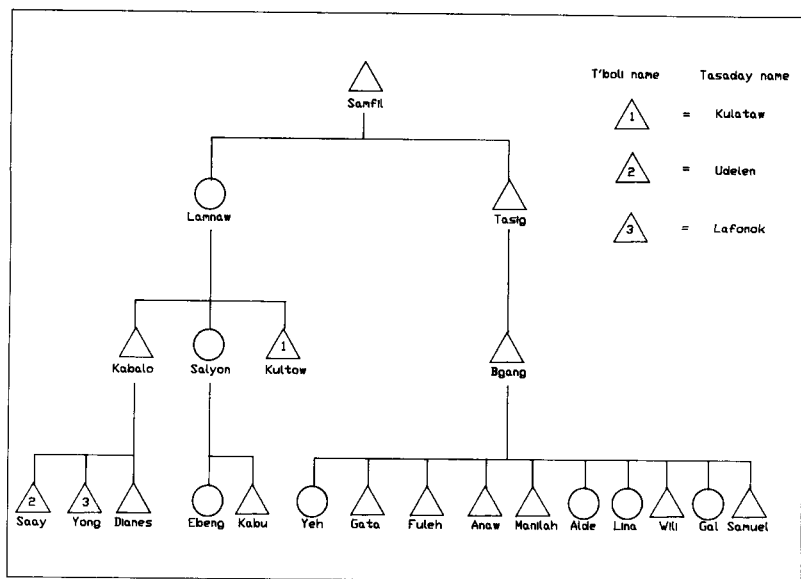 T'boli name Tasaday name
Samfil
1 = Kulataw
2 = Udelen
Lamnaw Tasig
3 = Lafonok
1
Kabalo Salyon Kultow Bgang
2 3
Saay Yong Dianes Ebeng Kabu Yeh Gata Fuleh Anaw Manilah Alde Lina Wili Gal Samuel